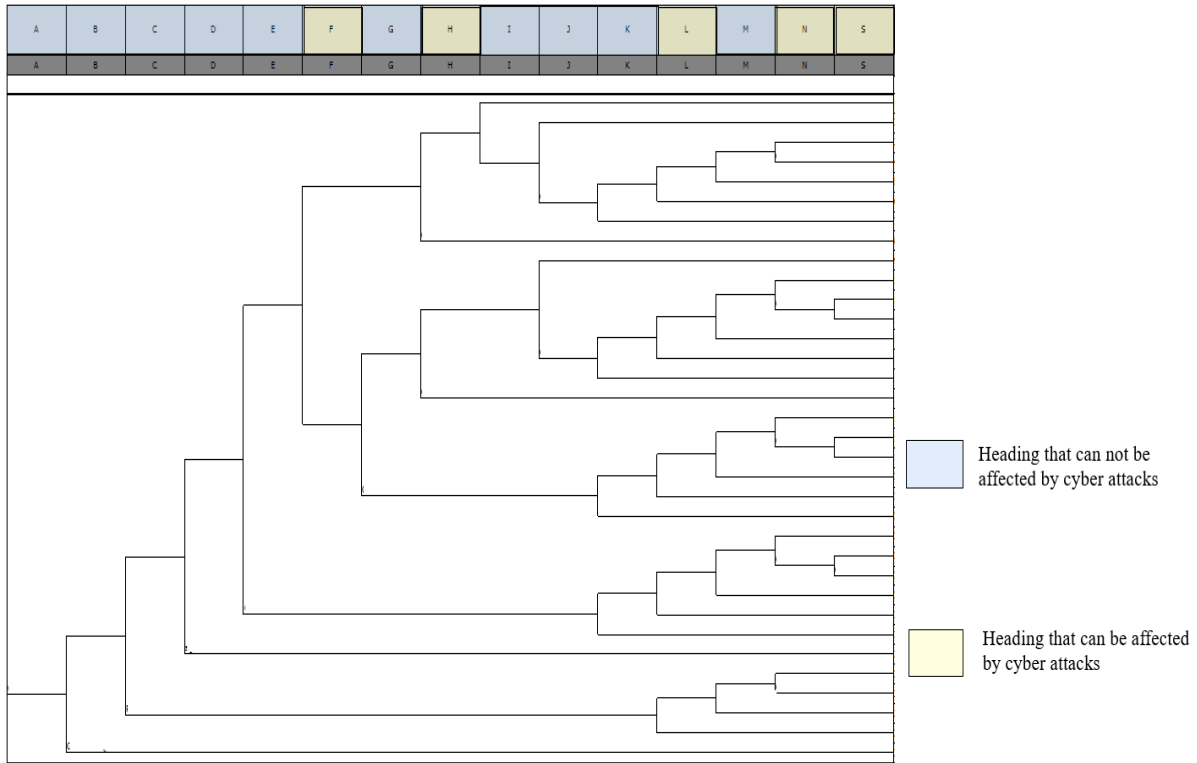 A B C D E F G H I J K L M N S
A B C D E F G H I J K L M N S
Heading that can not be
affected by cyber attacks
Heading that can be affected
by cyber attacks